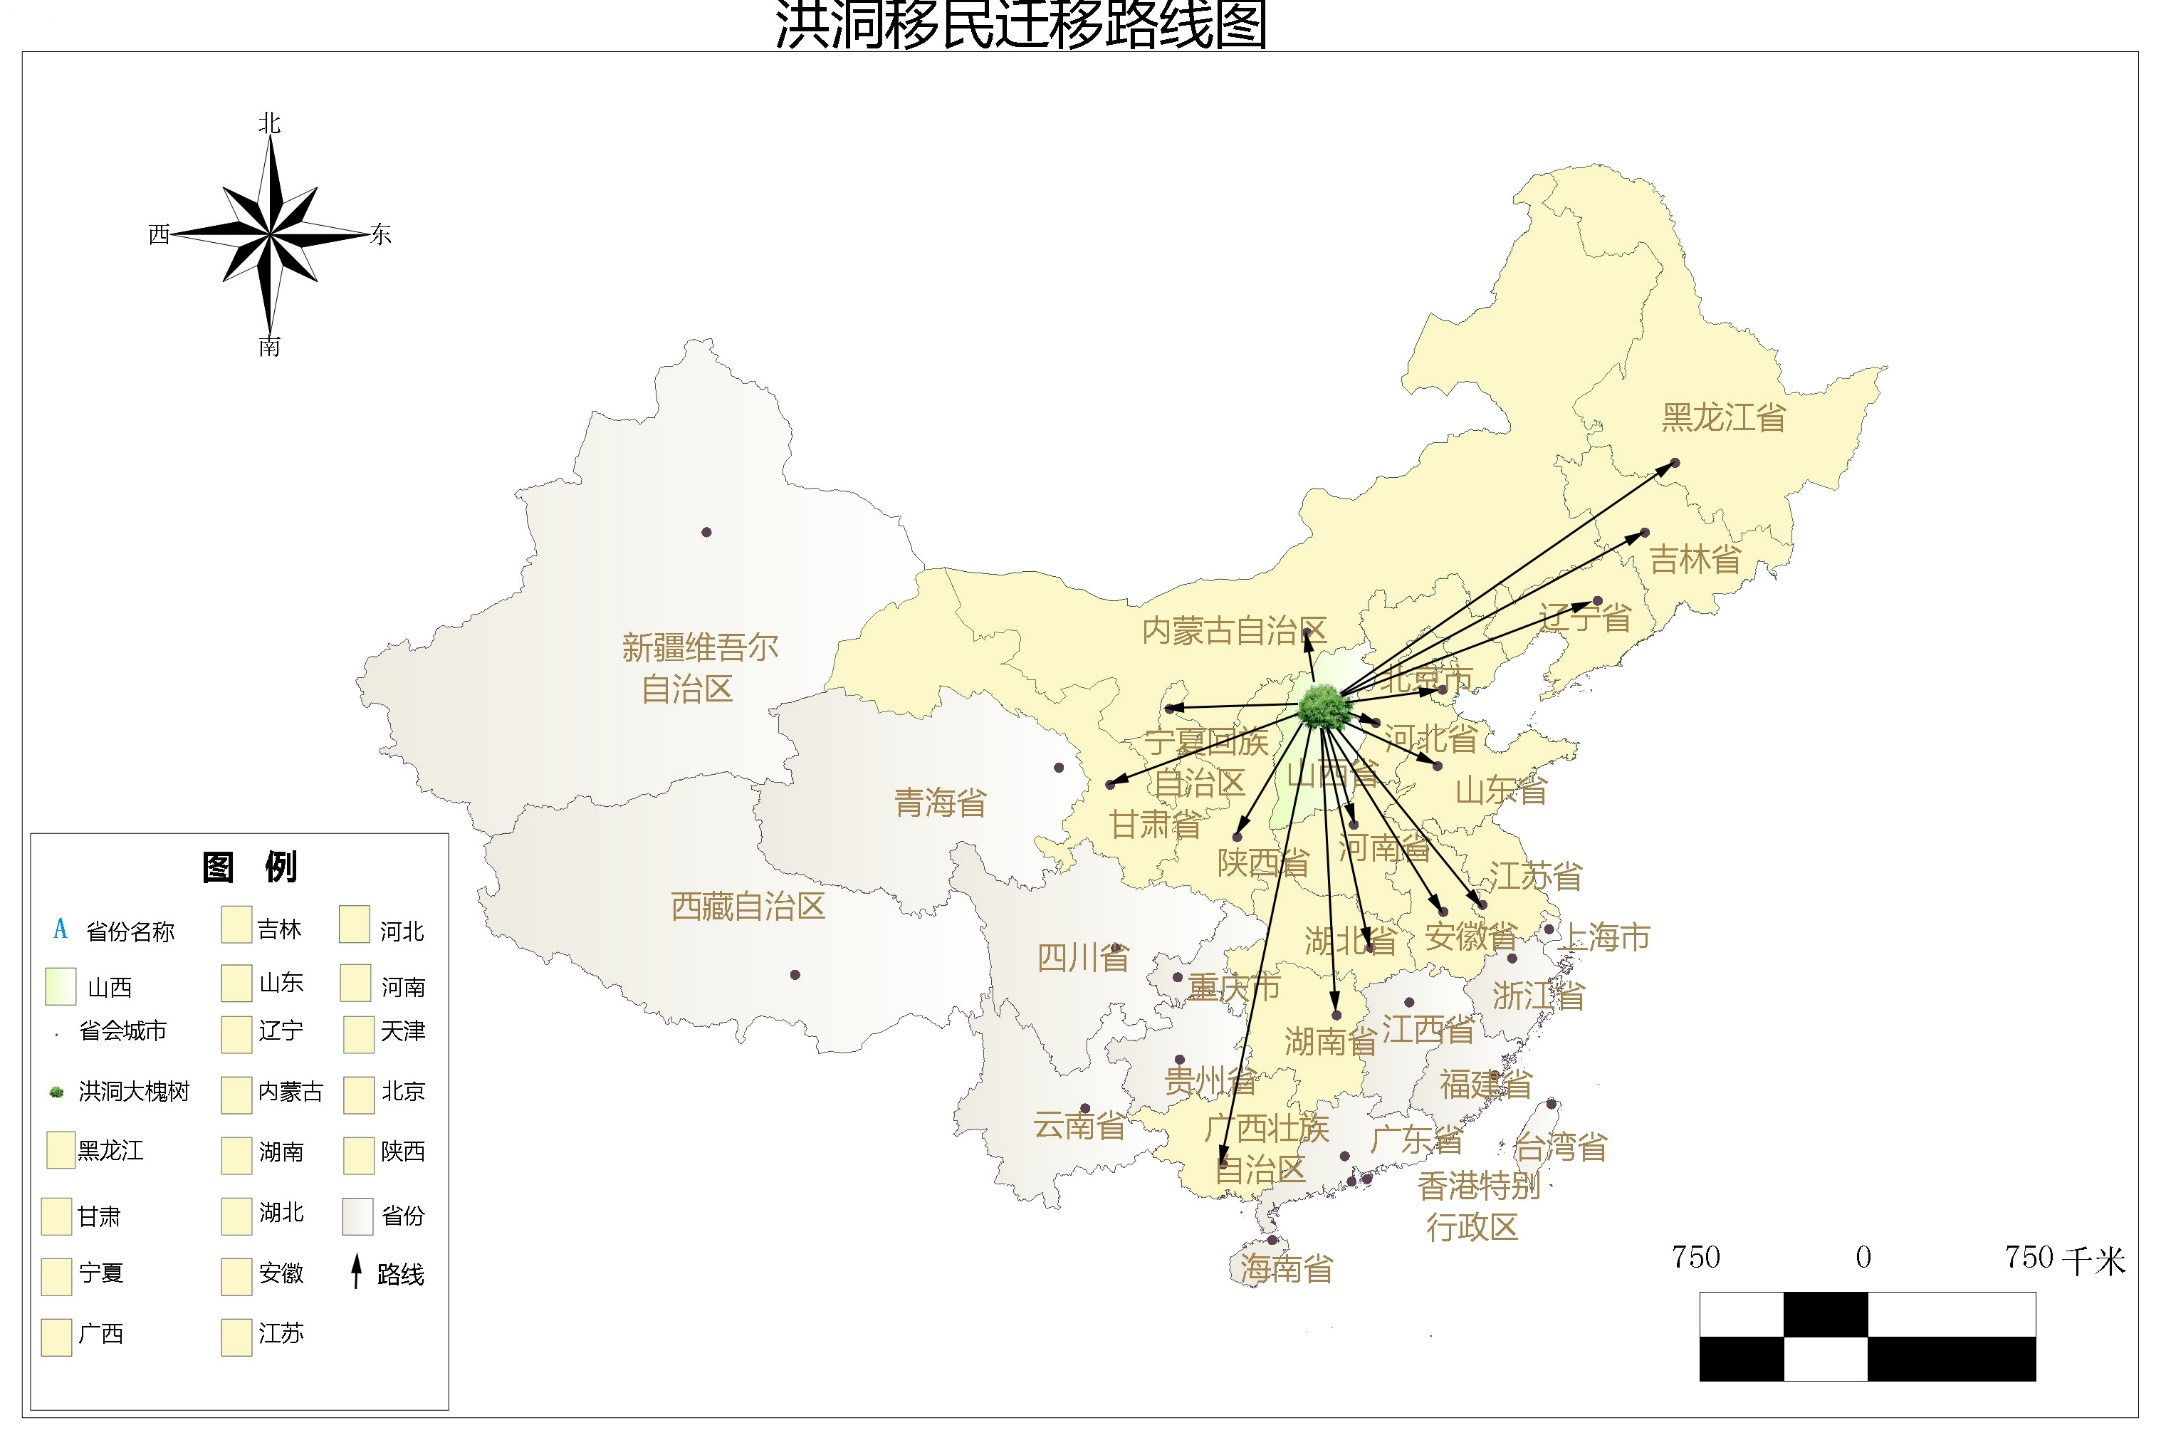 洪洞移民迁移路线图
北
西
东
南
黑龙江省
吉林省
辽宁省
内蒙古自治区
新疆维吾尔
自治区
北京市
宁夏回族
自治区
河北省
山西省
山东省
青海省
甘肃省
陕西省
河南省
江苏省
西藏自治区
四川省
湖北省
安徽省
上海市
重庆市
浙江省
湖南省
江西省
贵州省
福建省
云南省
广西壮族
自治区
广东省
台湾省
香港特别
行政区
海南省
图 例
A 省份名称
吉林
河北
山西
山东
河南
省会城市
辽宁
天津
洪洞大槐树
内蒙古
北京
黑龙江
湖南
陕西
甘肃
湖北
省份
宁夏
安徽
路线
广西
江苏
750 0 750 千米